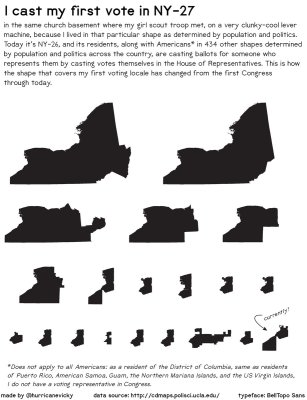 I cast my first vote in NY-27
in the same church basement where my girl scout troop met, on a very clunky-cool lever
machine, because I lived in that particular shape as determined by population and politics.
Today it's NY-26, and its residents, along with Americans* in 434 other shapes determined
by population and politics across the country, are casting ballots for someone who
represents them by casting votes themselves in the House of Representatives. This is how
the shape that covers my first voting locale has changed from the first Congress
through today.
currently!
*Does not apply to all Americans: as a resident of the District of Columbia, same as residents
of Puerto Rico, American Samoa, Guam, the Northern Mariana Islands, and the US Virgin Islands,
I do not have a voting representative in Congress.
made by @hurricanevicky data source: http://cdmaps.polisci.ucla.edu/ typeface: BellTopo Sans